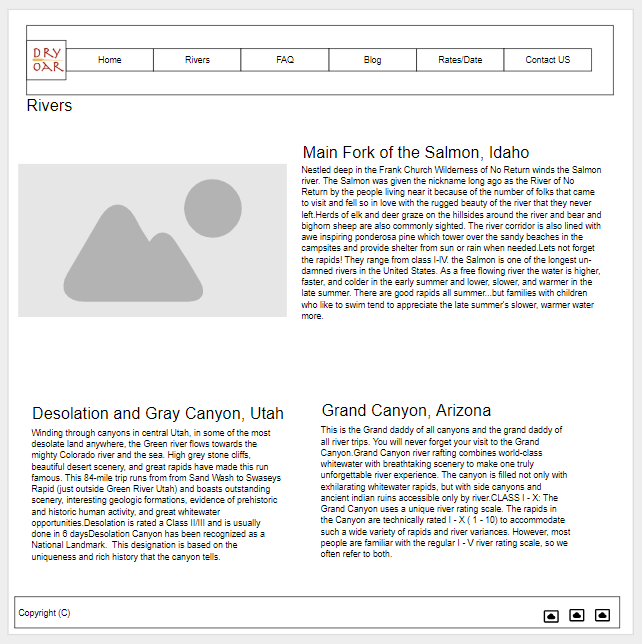 DRY
OAR
Home Rivers FAQ Blog Rates/Date Contact US
Rivers
Main Fork of the Salmon, Idaho
Nestled deep in the Frank Church Wilderness of No Return winds the Salmon
river. The Salmon was given the nickname long ago as the River of No
Return by the people living near it because of the number of folks that came
to visit and fell so in love with the rugged beauty of the river that they never
left.Herds of elk and deer graze on the hillsides around the river and bear and
bighorn sheep are also commonly sighted. The river corridor is also lined with
awe inspiring ponderosa pine which tower over the sandy beaches in the
campsites and provide shelter from sun or rain when needed.Lets not forget
the rapids! They range from class I-IV. the Salmon is one of the longest un-
damned rivers in the United States. As a free flowing river the water is higher,
faster, and colder in the early summer and lower, slower, and warmer in the
late summer. There are good rapids all summer...but families with children
who like to swim tend to appreciate the late summer's slower, warmer water
more.
Desolation and Gray Canyon, Utah
Winding through canyons in central Utah, in some of the most
desolate land anywhere, the Green river flows towards the
mighty Colorado river and the sea. High grey stone cliffs,
beautiful desert scenery, and great rapids have made this run
famous. This 84-mile trip runs from from Sand Wash to Swaseys
Rapid (just outside Green River Utah) and boasts outstanding
scenery, interesting geologic formations, evidence of prehistoric
and historic human activity, and great whitewater
opportunities.Desolation is rated a Class II/III and is usually
done in 6 daysDesolation Canyon has been recognized as a
National Landmark. This designation is based on the
uniqueness and rich history that the canyon tells.
Grand Canyon, Arizona
This is the Grand daddy of all canyons and the grand daddy of
all river trips. You will never forget your visit to the Grand
Canyon.Grand Canyon river rafting combines world-class
whitewater with breathtaking scenery to make one truly
unforgettable river experience. The canyon is filled not only with
exhilarating whitewater rapids, but with side canyons and
ancient indian ruins accessible only by river.CLASS I - X: The
Grand Canyon uses a unique river rating scale. The rapids in
the Canyon are technically rated I - X ( 1 - 10) to accommodate
such a wide variety of rapids and river variances. However, most
people are familiar with the regular I - V river rating scale, so we
often refer to both.
Copyright (C)